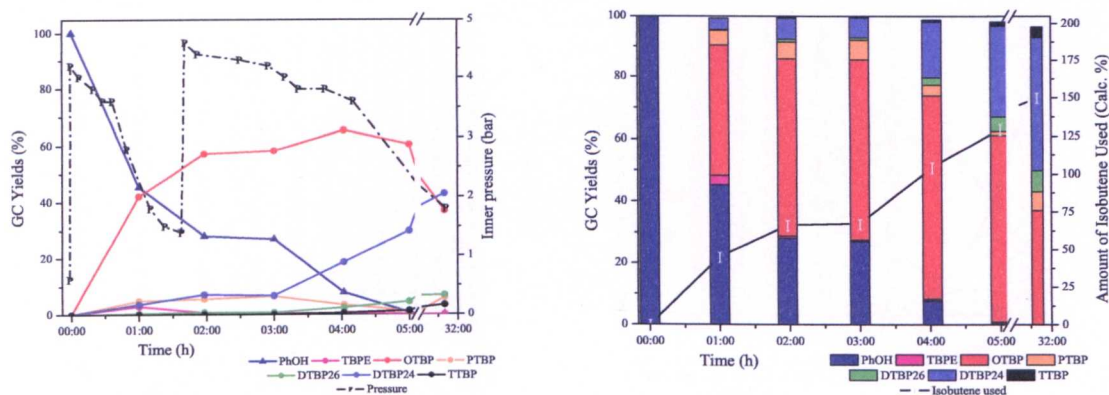 100
80
60
40
20
0
GC Yields (%)
5
4
3
2
1
0
Inner pressure (bar)
00:00 01:00 02:00 03:00 04:00 05:00 32:00
Time (h)
PhOH TBPE OTBP PTBP
DTBP26 DTBP24 TTBP
P Pressure
100
80
60
40
20
0
GC Yields (%)
200
175
150
125
100
75
50
25
0
Amount of Isobutene Used (Calc. %)
00:00 01:00 02:00 03:00 04:00 05:00 32:00
Time (h)
PhOH TBPE OTBP PTBP
DTBP26 DTBP24 TTBP
Isobutene used